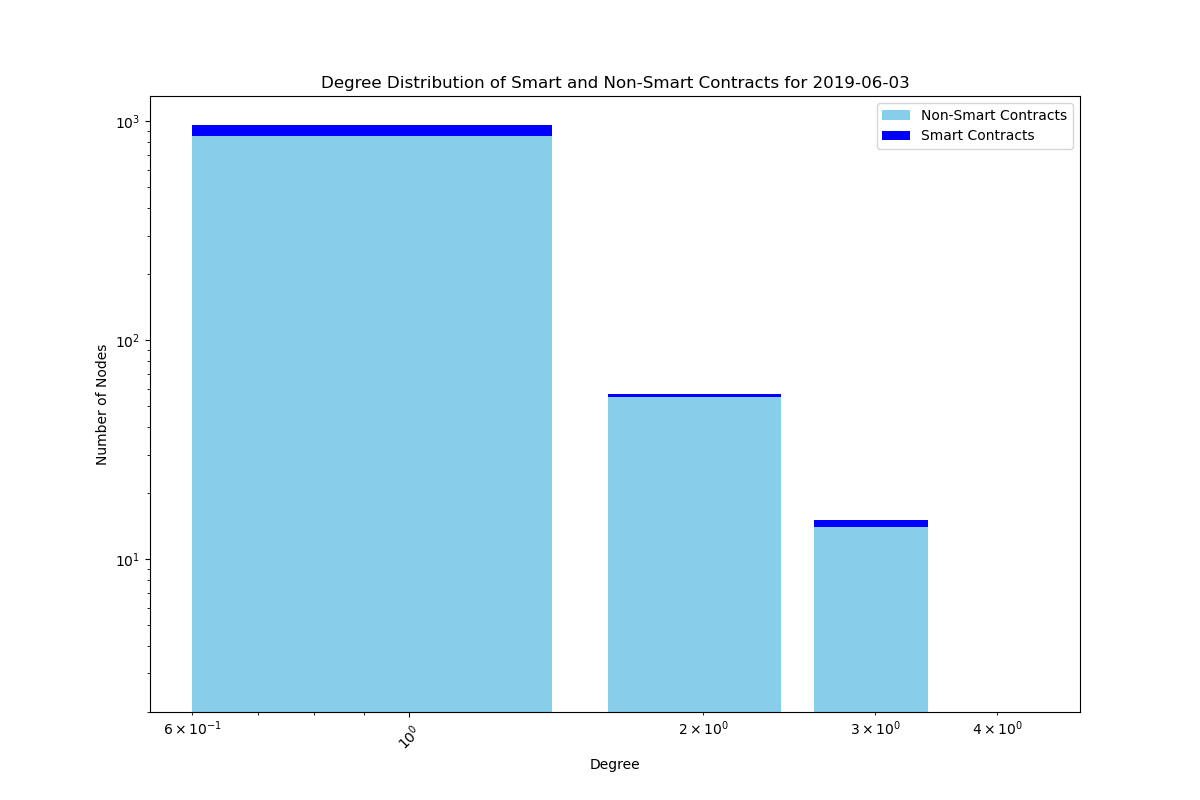 Degree Distribution of Smart and Non-Smart Contracts for 2019-06-03
Non-Smart Contracts
Smart Contracts
Number of Nodes
10³
10²
10¹
6 × 10⁻¹
10⁰
2 × 10⁰
3 × 10⁰
4 × 10⁰
Degree